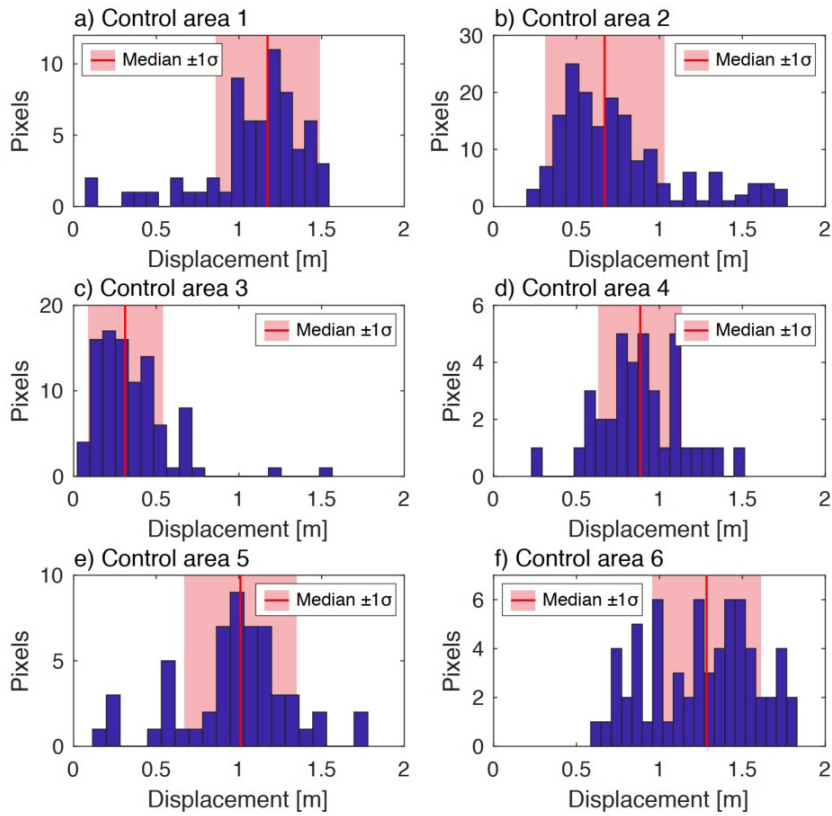 a) Control area 1
Median ±1σ
Pixels
10
5
0
0 0.5 1 1.5 2
Displacement [m]
b) Control area 2
Median ±1σ
Pixels
30
20
10
0
0 0.5 1 1.5 2
Displacement [m]
c) Control area 3
Median ±1σ
Pixels
20
10
0
0 0.5 1 1.5 2
Displacement [m]
d) Control area 4
Median ±1σ
Pixels
6
4
2
0
0 0.5 1 1.5 2
Displacement [m]
e) Control area 5
Median ±1σ
Pixels
10
5
0
0 0.5 1 1.5 2
Displacement [m]
f) Control area 6
Median ±1σ
Pixels
6
4
2
0
0 0.5 1 1.5 2
Displacement [m]